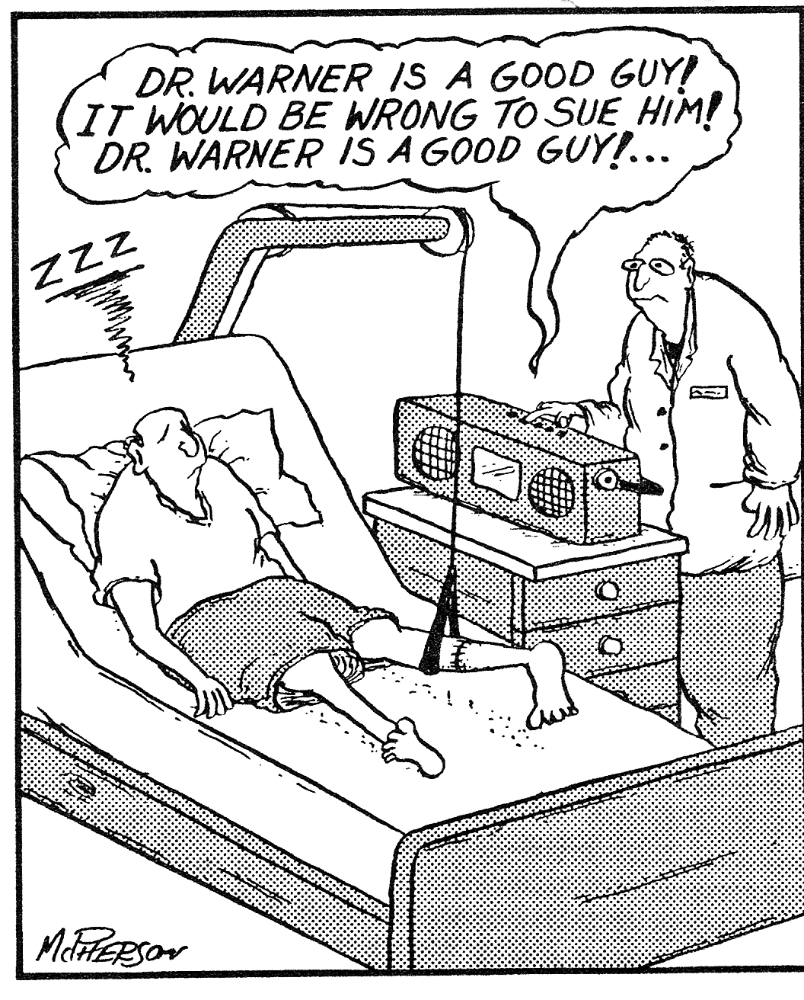 DR. WARNER IS A GOOD GUY!
IT WOULD BE WRONG TO SUE HIM!
DR. WARNER IS A GOOD GUY!...
ZZZ
McPHERSON